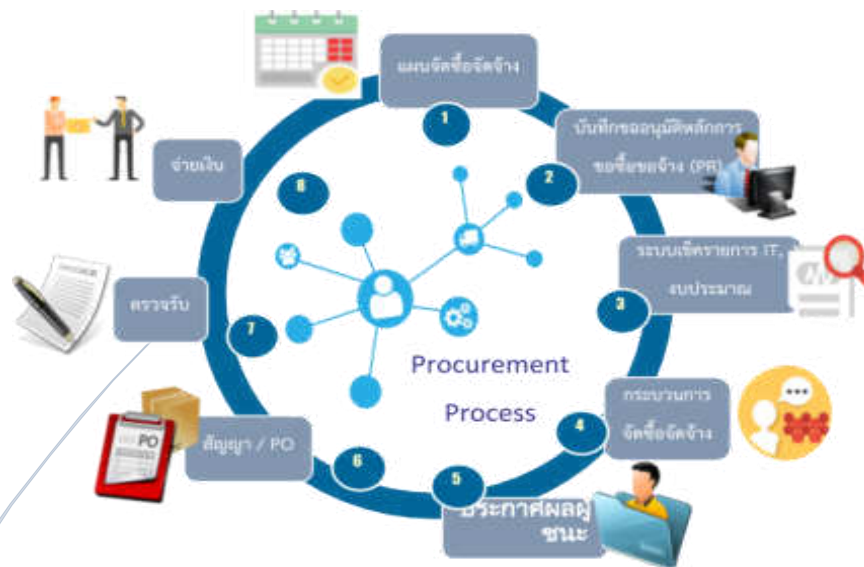 แผนจัดซื้อจัดจ้าง
1
บันทึกขออนุมัติหลักการ
ขอซื้อขอจ้าง (PR)
2
ระบบเช็ครายการ IT,
งบประมาณ
3
กระบวนการ
จัดซื้อจัดจ้าง
4
ประกาศผลผู้
ชนะ
5
สัญญา / PO
6
PO
ตรวจรับ
7
จ่ายเงิน
8
Procurement
Process